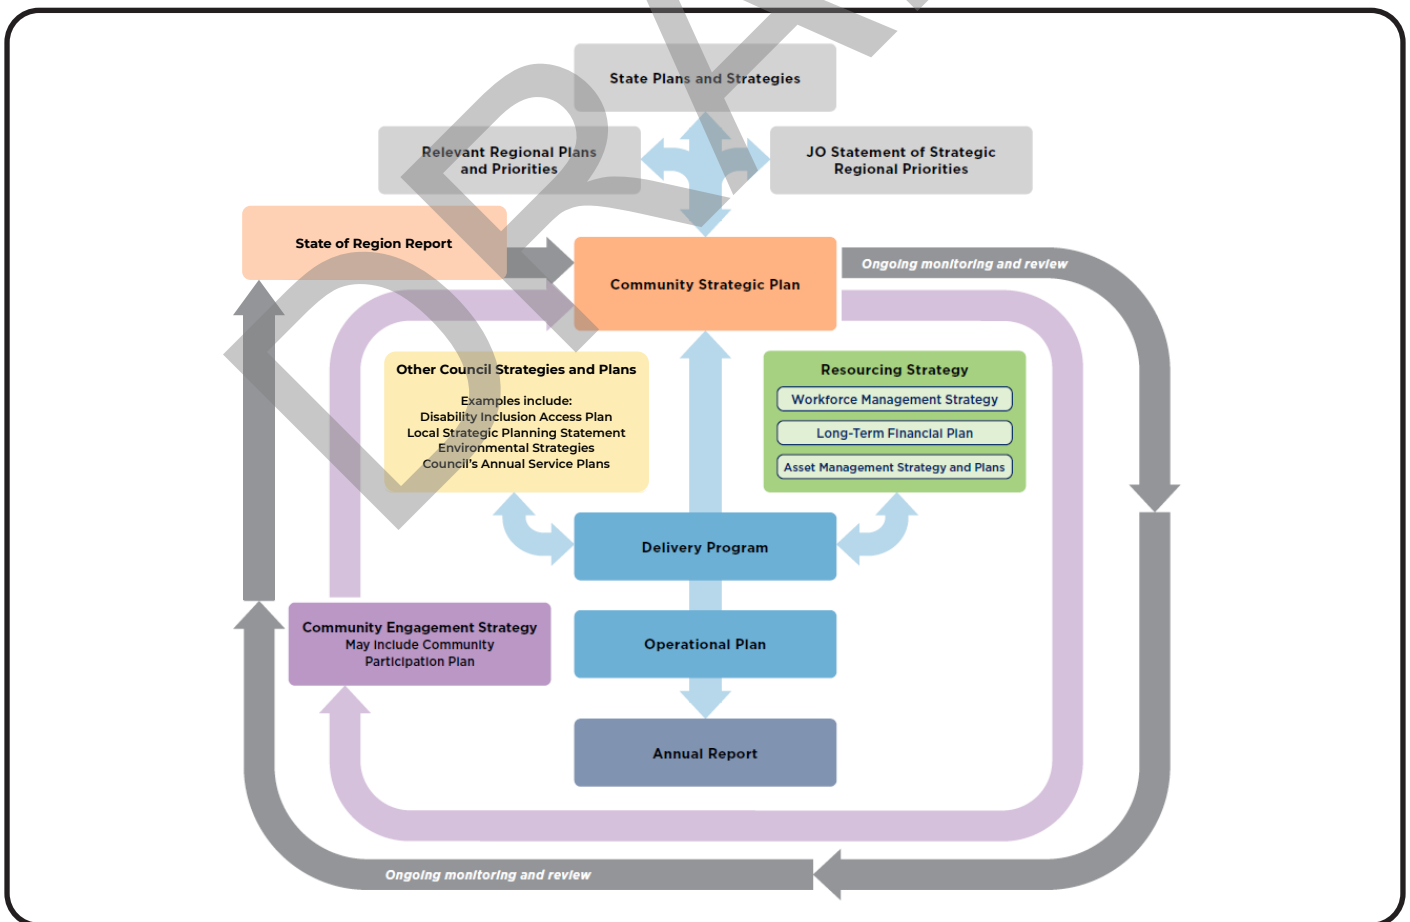 State Plans and Strategies
Relevant Regional Plans
and Priorities
JO Statement of Strategic
Regional Priorities
State of Region Report
Community Strategic Plan
Ongoing monitoring and review
Other Council Strategies and Plans
Examples include:
Disability Inclusion Access Plan
Local Strategic Planning Statement
Environmental Strategies
Council's Annual Service Plans
Resourcing Strategy
Workforce Management Strategy
Long-Term Financial Plan
Asset Management Strategy and Plans
Delivery Program
Community Engagement Strategy
May Include Community
Participation Plan
Operational Plan
Annual Report
Ongoing monitoring and review